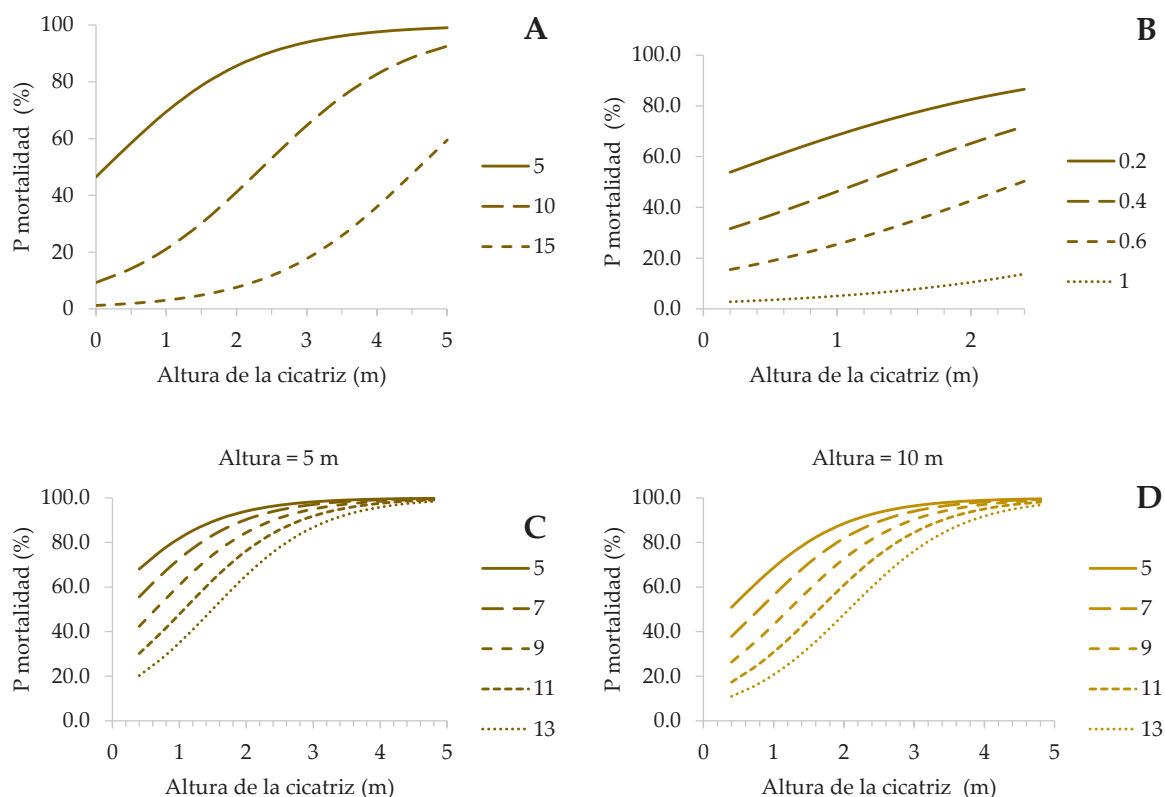 A
P mortalidad (%)
100
80
60
40
20
0
0 1 2 3 4 5
Altura de la cicatriz (m)
5
10
15
B
P mortalidad (%)
100.0
80.0
60.0
40.0
20.0
0.0
0 1 2
Altura de la cicatriz (m)
0.2
0.4
0.6
1
Altura = 5 m
C
P mortalidad (%)
100.0
80.0
60.0
40.0
20.0
0.0
0 1 2 3 4 5
Altura de la cicatriz (m)
5
7
9
11
13
Altura = 10 m
D
P mortalidad (%)
100.0
80.0
60.0
40.0
20.0
0.0
0 1 2 3 4 5
Altura de la cicatriz (m)
5
7
9
11
13